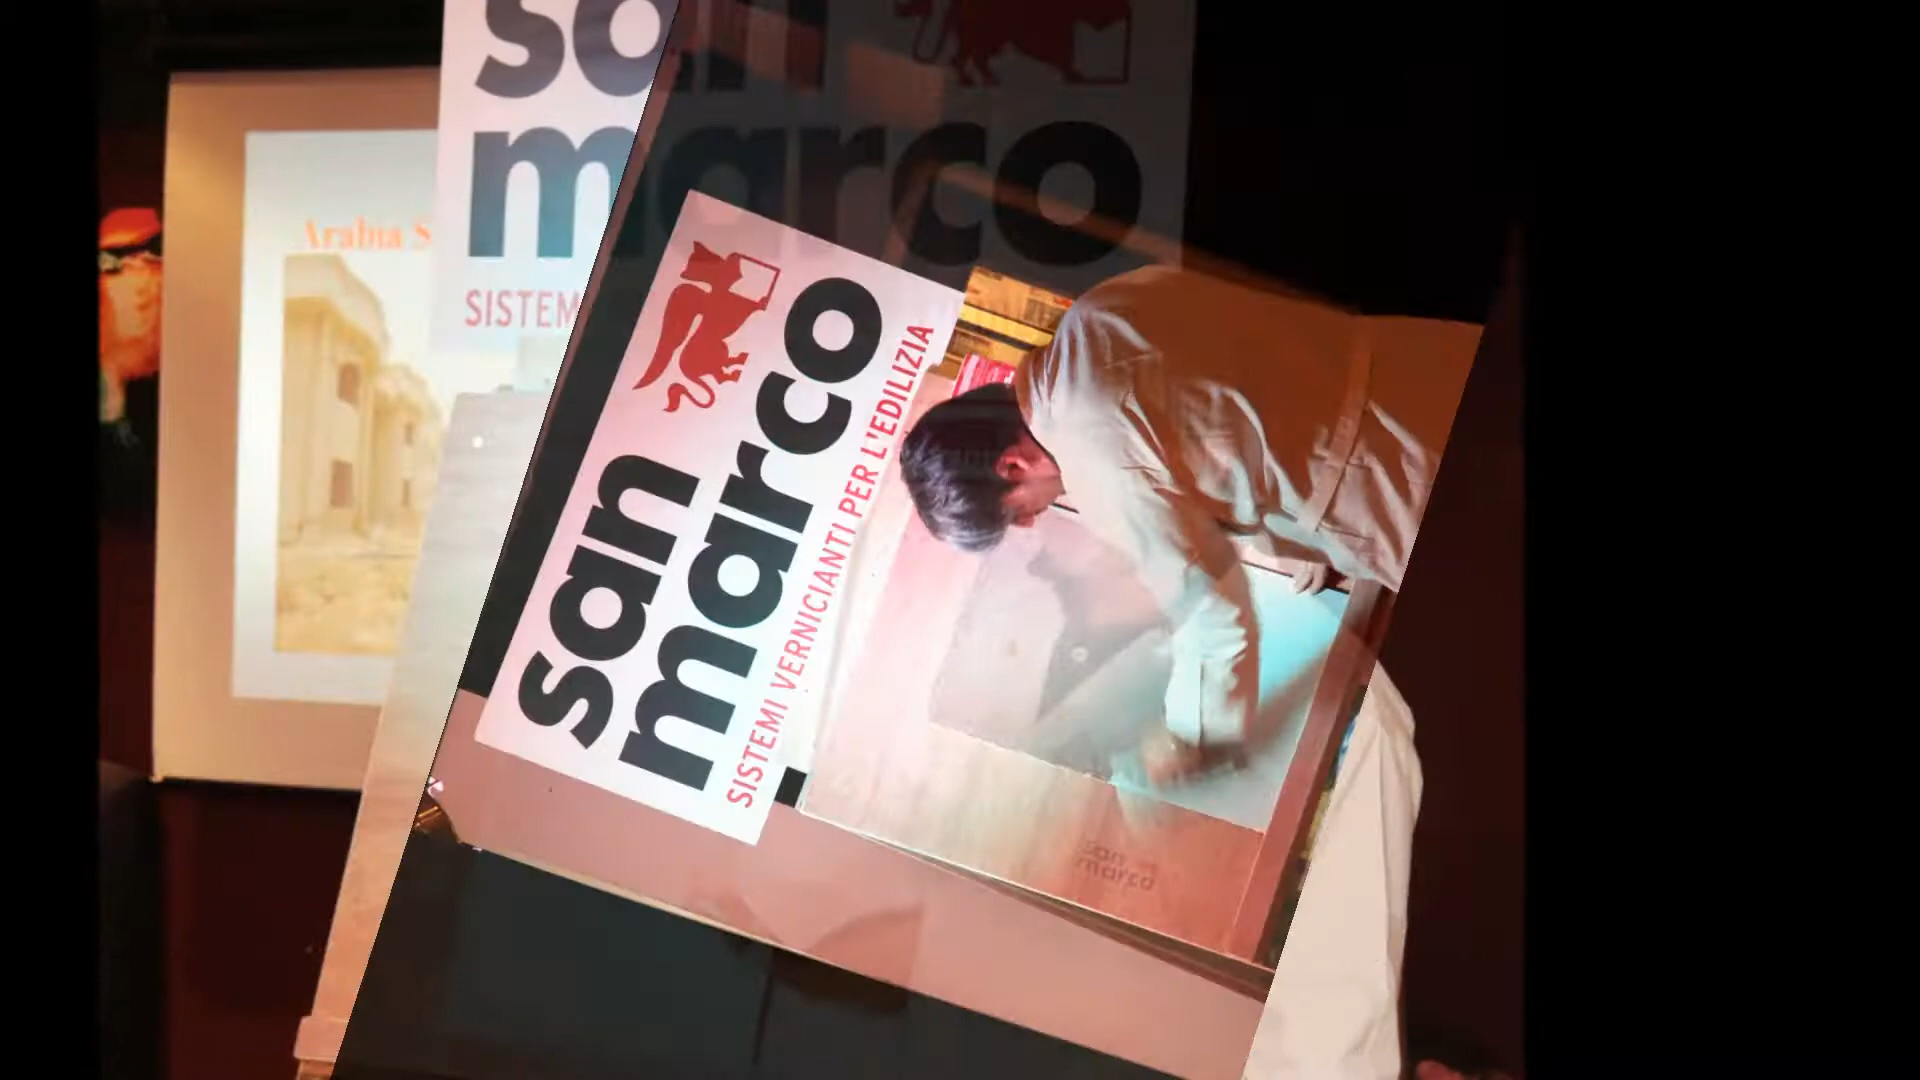 san
marco
SISTEM
Arabia S
san
marco
SISTEMI VERNICIANTI PER L'EDILIZIA
san
marco